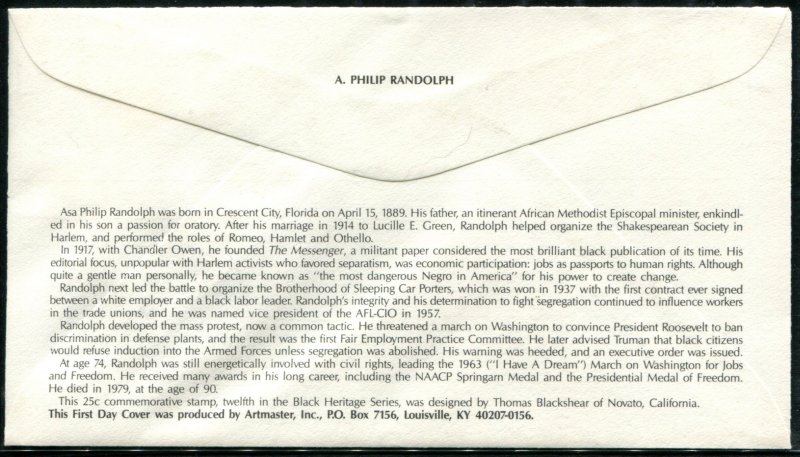 A. PHILIP RANDOLPH
Asa Philip Randolph was born in Crescent City, Florida on April 15, 1889. His father, an itinerant African Methodist Episcopal minister, enkindl-
ed in his son a passion for oratory. After his marriage in 1914 to Lucille E. Green, Randolph helped organize the Shakespearean Society in
Harlem, and performed the roles of Romeo, Hamlet and Othello.
In 1917, with Chandler Owen, he founded The Messenger, a militant paper considered the most brilliant black publication of its time. His
editorial focus, unpopular with Harlem activists who favored separatism, was economic participation: jobs as passports to human rights. Although
quite a gentle man personally, he became known as "the most dangerous Negro in America" for his power to create change.
Randolph next led the battle to organize the Brotherhood of Sleeping Car Porters, which was won in 1937 with the first contract ever signed
between a white employer and a black labor leader. Randolph's integrity and his determination to fight segregation continued to influence workers
in the trade unions, and he was named vice president of the AFL-CIO in 1957.
Randolph developed the mass protest, now a common tactic. He threatened a march on Washington to convince President Roosevelt to ban
discrimination in defense plants, and the result was the first Fair Employment Practice Committee. He later advised Truman that black citizens
would refuse induction into the Armed Forces unless segregation was abolished. His warning was heeded, and an executive order was issued.
At age 74, Randolph was still energetically involved with civil rights, leading the 1963 ("I Have A Dream") March on Washington for Jobs
and Freedom. He received many awards in his long career, including the NAACP Springarn Medal and the Presidential Medal of Freedom.
He died in 1979, at the age of 90.
This 25c commemorative stamp, twelfth in the Black Heritage Series, was designed by Thomas Blackshear of Novato, California.
This First Day Cover was produced by Artmaster, Inc., P.O. Box 7156, Louisville, KY 40207-0156.